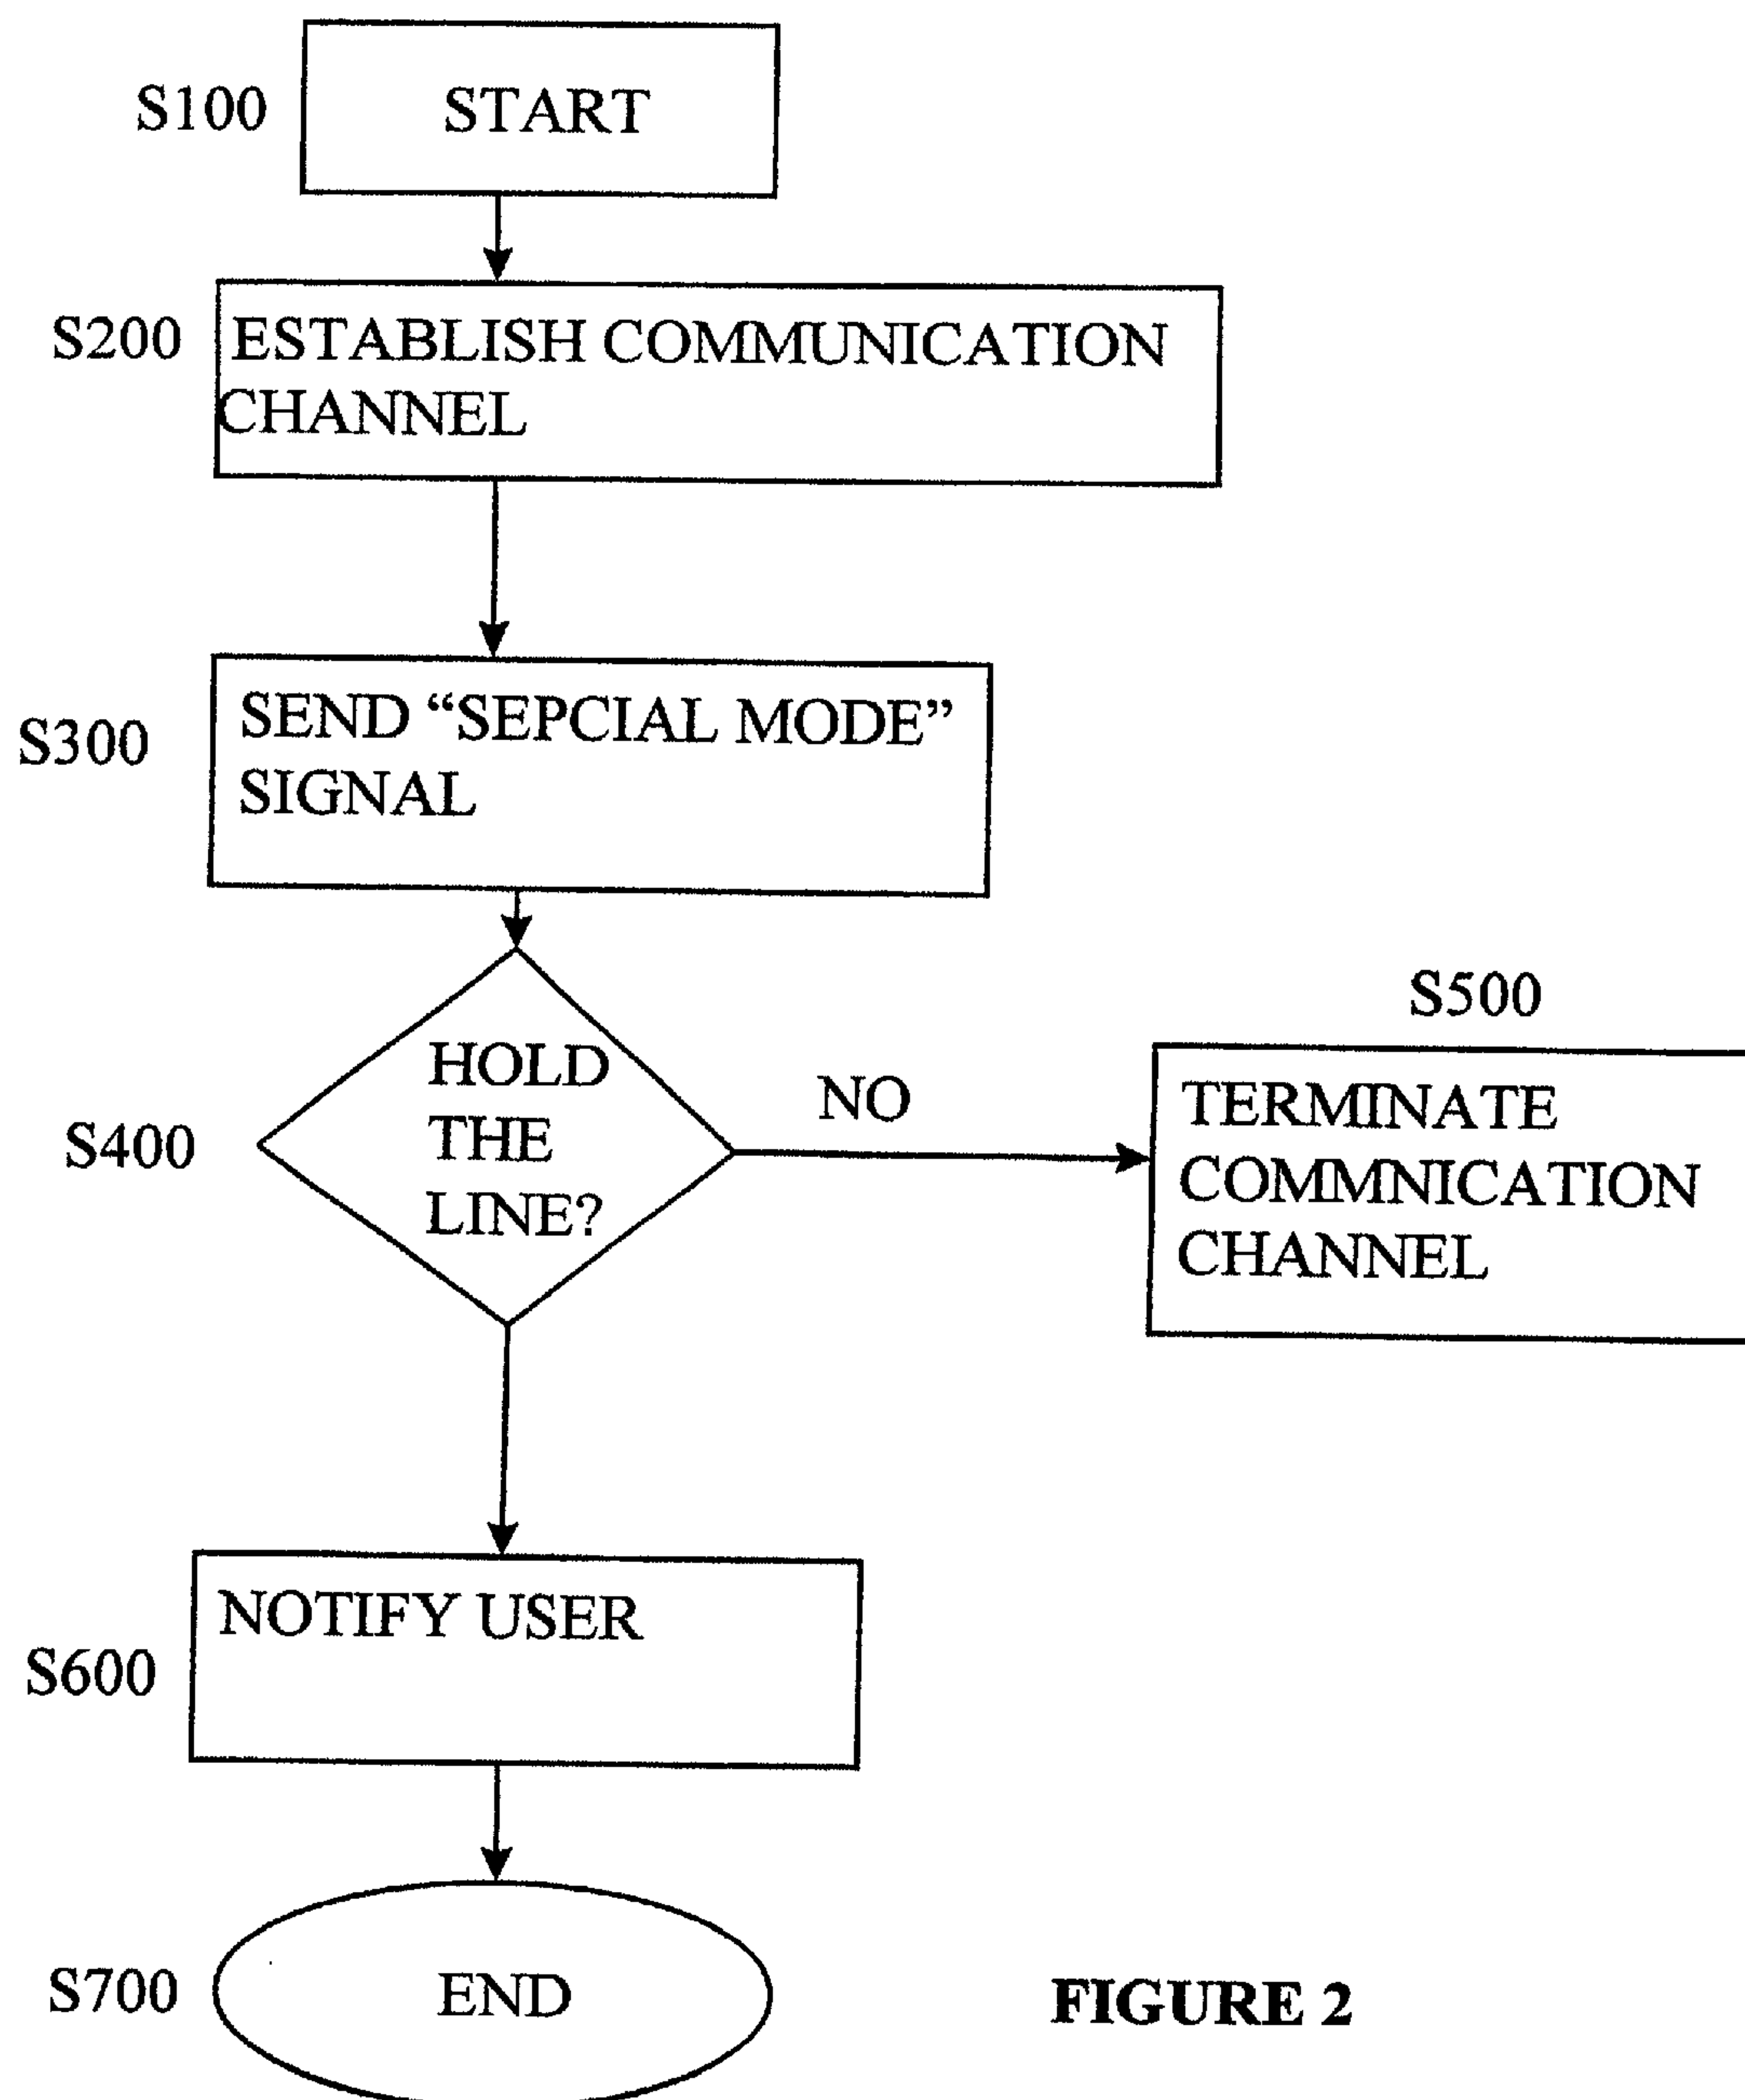 S100
START
S200
ESTABLISH COMMUNICATION
CHANNEL
S300
SEND “SEPCIAL MODE”
SIGNAL
S400
HOLD
THE
LINE?
NO
S500
TERMINATE
COMMNICATION
CHANNEL
S600
NOTIFY USER
S700
END
FIGURE 2